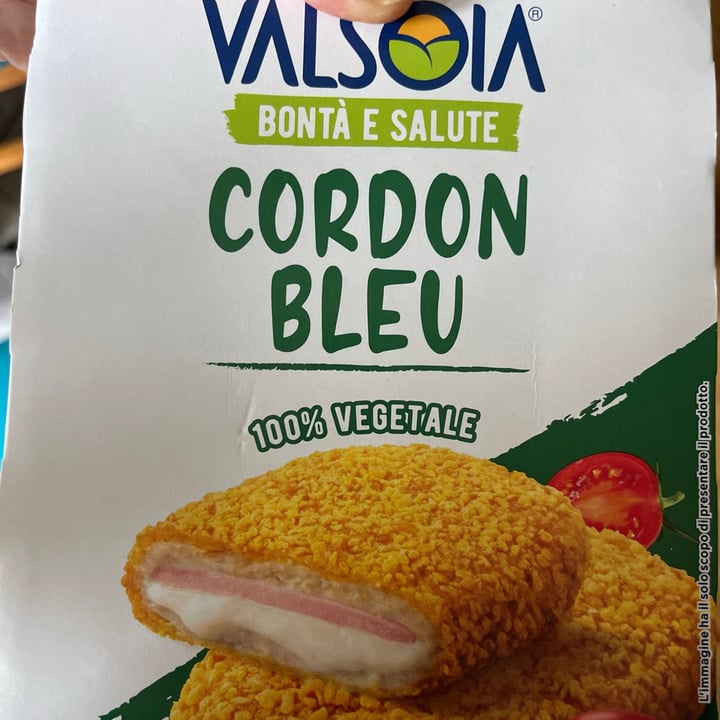 VALSOIA®
BONTÀ E SALUTE
CORDON
BLEU
100% VEGETALE
L'immagine ha il solo scopo di presentare il prodotto.